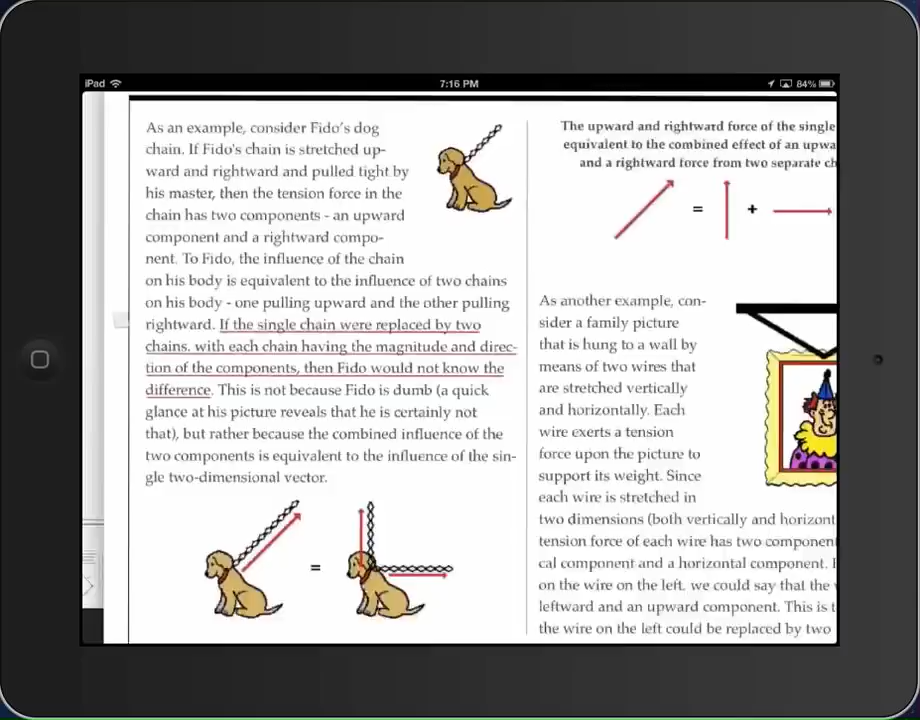 iPad
7:16 PM
84%
As an example, consider Fido's dog
chain. If Fido's chain is stretched up-
ward and rightward and pulled tight by
his master, then the tension force in the
chain has two components - an upward
component and a rightward compo-
nent. To Fido, the influence of the chain
on his body is equivalent to the influence of two chains
on his body - one pulling upward and the other pulling
rightward. If the single chain were replaced by two
chains, with each chain having the magnitude and direc-
tion of the components, then Fido would not know the
difference. This is not because Fido is dumb (a quick
glance at his picture reveals that he is certainly not
that), but rather because the combined influence of the
two components is equivalent to the influence of the sin-
gle two-dimensional vector.
=
The upward and rightward force of the single
equivalent to the combined effect of an upwa
and a rightward force from two separate ch
= +
As another example, con-
sider a family picture
that is hung to a wall by
means of two wires that
are stretched vertically
and horizontally. Each
wire exerts a tension
force upon the picture to
support its weight. Since
each wire is stretched in
two dimensions (both vertically and horizont
tension force of each wire has two component
cal component and a horizontal component.
on the wire on the left, we could say that the
leftward and an upward component. This is t
the wire on the left could be replaced by two